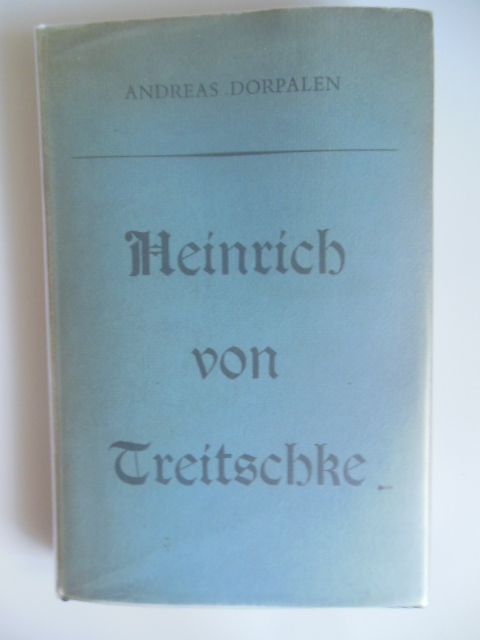 ANDREAS DORPALEN
Heinrich
von
Treitschke